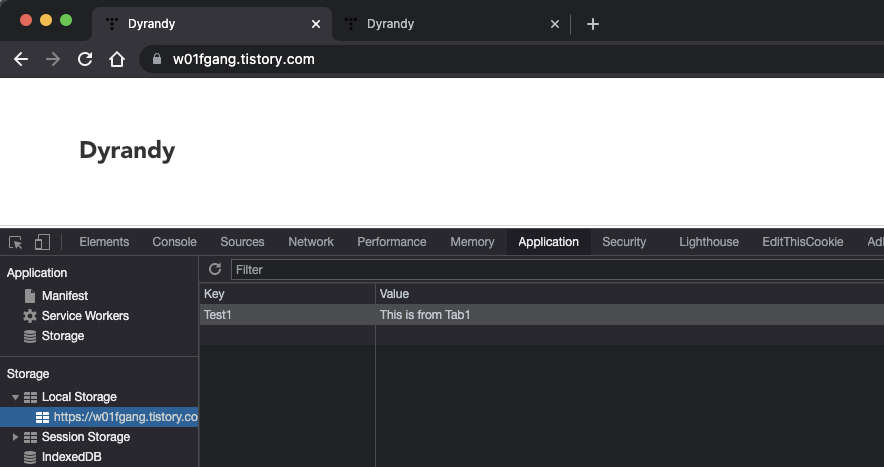 Dyrandy Dyrandy
w01fgang.tistory.com
Dyrandy
Elements Console Sources Network Performance Memory Application Security Lighthouse EditThisCookie Ad
Application
Manifest
Service Workers
Storage
Storage
Local Storage
https://w01fgang.tistory.co
Session Storage
IndexedDB
Filter
Key Value
Test1 This is from Tab1